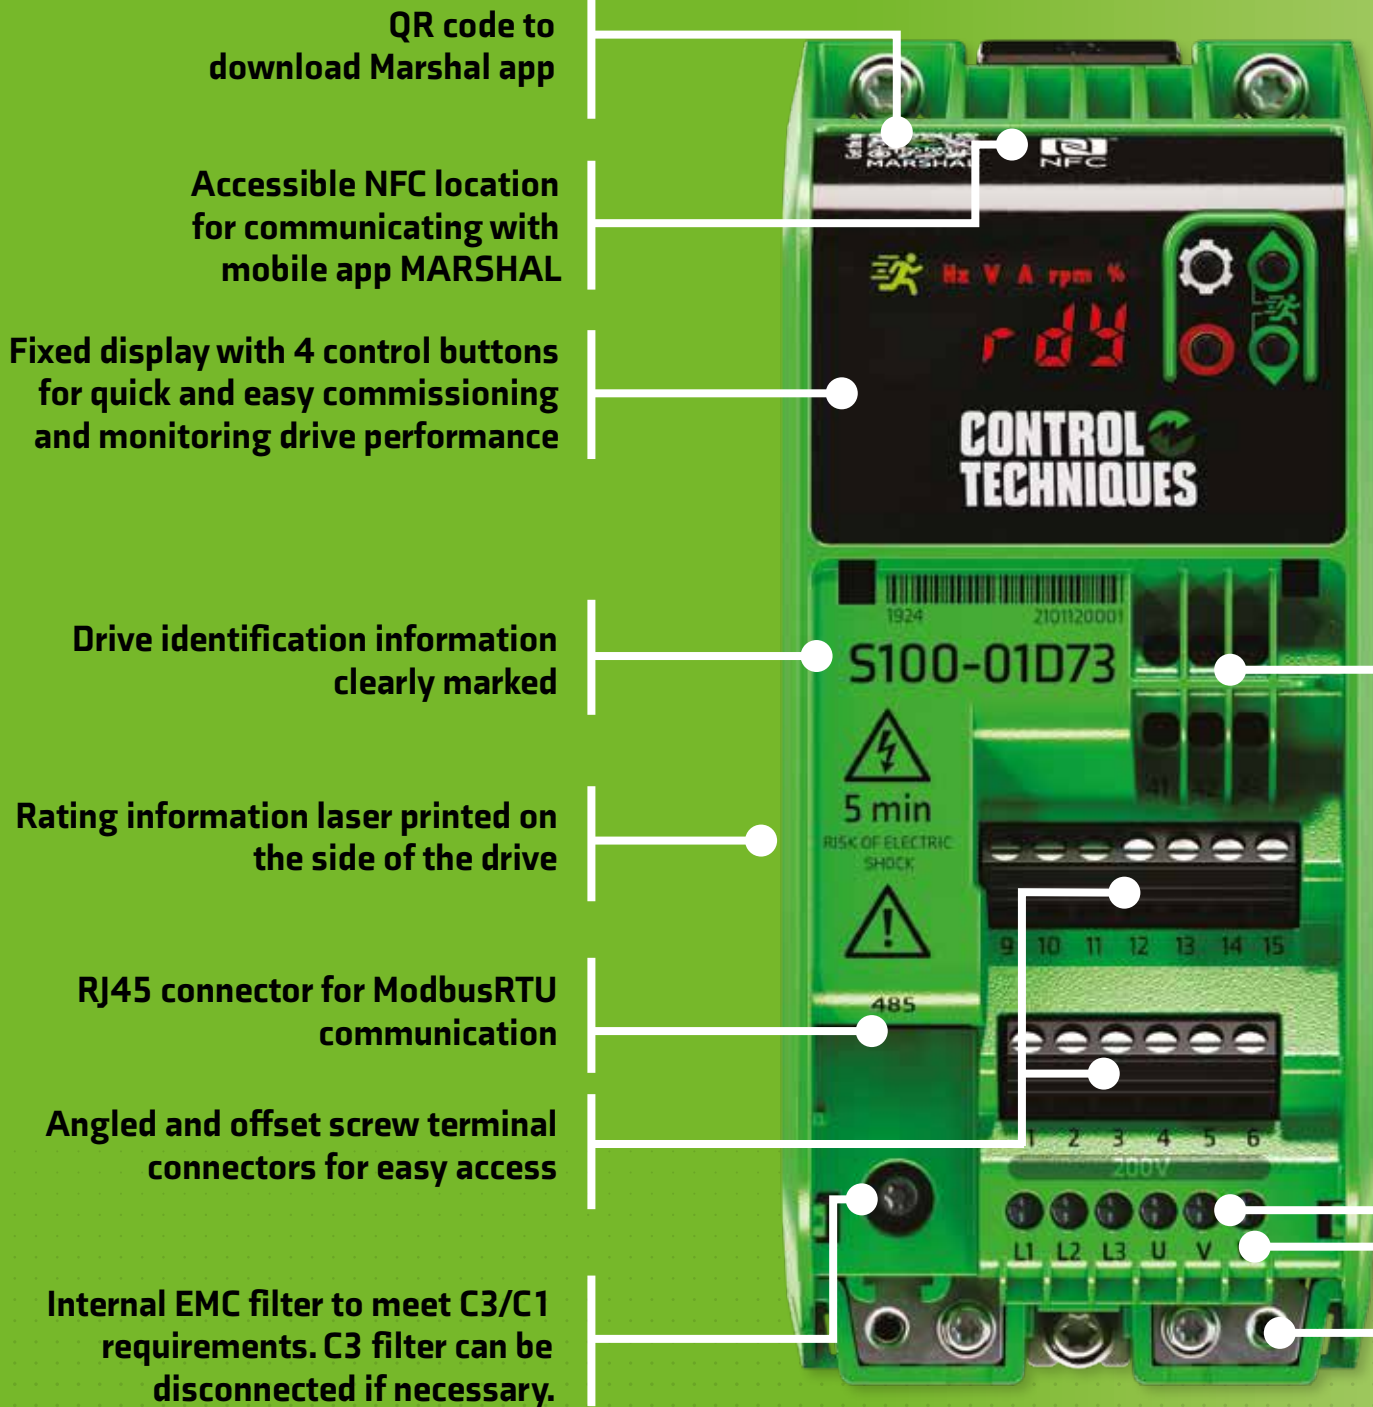 QR code to
download Marshal app
Accessible NFC location
for communicating with
mobile app MARSHAL
Fixed display with 4 control buttons
for quick and easy commissioning
and monitoring drive performance
Drive identification information
clearly marked
Rating information laser printed on
the side of the drive
RJ45 connector for ModbusRTU
communication
Angled and offset screw terminal
connectors for easy access
Internal EMC filter to meet C3/C1
requirements. C3 filter can be
disconnected if necessary.
MARSHAL
NFC
Hz V A rpm %
rdy
CONTROL
TECHNIQUES
1924 2101120001
S100-01D73
5 min
RISK OF ELECTRIC
SHOCK
41 42
9 10 11 12 13 14 15
485
1 2 3 4 5 6
200V
L1 L2 L3 U V